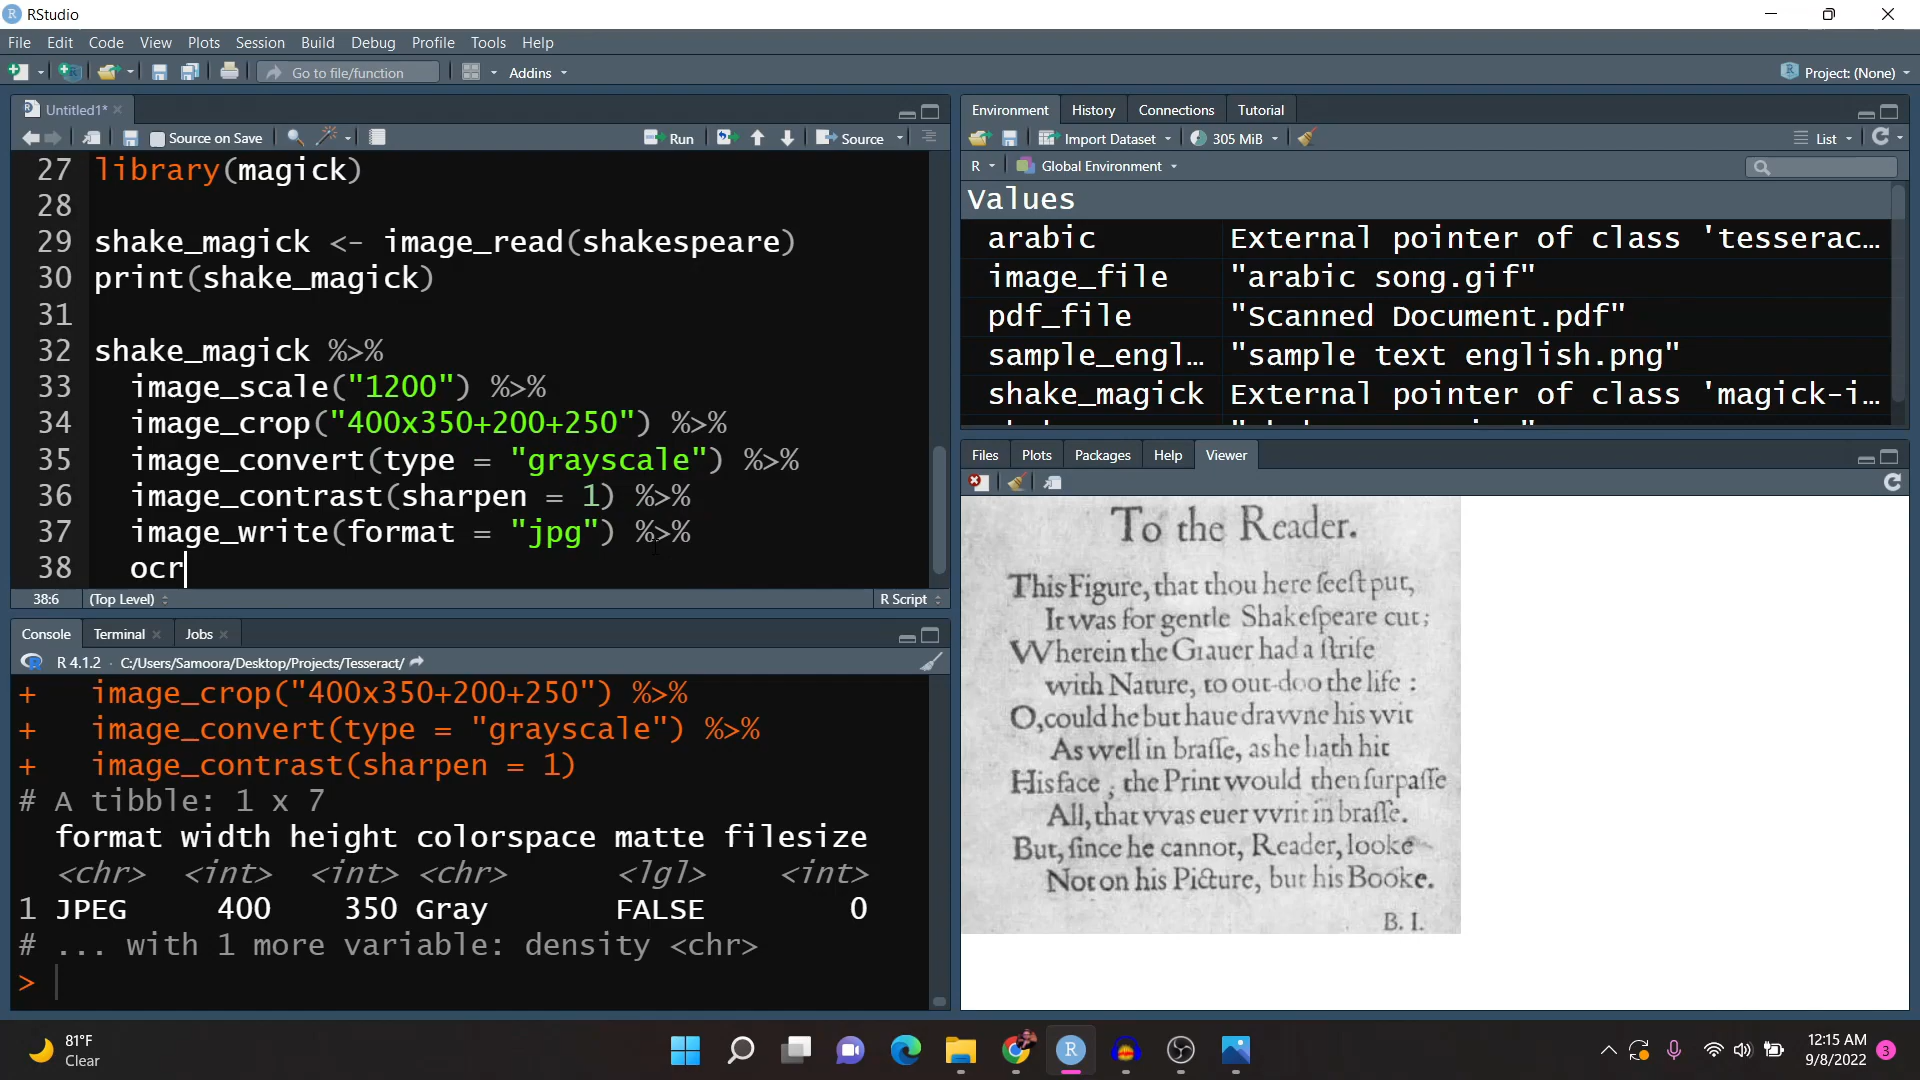 RStudio
File Edit Code View Plots Session Build Debug Profile Tools Help
Go to file/function Addins Project: (None)
Untitled1*
Source on Save Run Source
27 library(magick)
28
29 shake_magick <- image_read(shakespeare)
30 print(shake_magick)
31
32 shake_magick %>%
33 image_scale("1200") %>%
34 image_crop("400x350+200+250") %>%
35 image_convert(type = "grayscale") %>%
36 image_contrast(sharpen = 1) %>%
37 image_write(format = "jpg") %>%
38 ocr
38:6 (Top Level) R Script
Console Terminal Jobs
R 4.1.2 · C:/Users/Samoora/Desktop/Projects/Tesseract/
+ image_crop("400x350+200+250") %>%
+ image_convert(type = "grayscale") %>%
+ image_contrast(sharpen = 1)
# A tibble: 1 x 7
format width height colorspace matte filesize
<chr> <int> <int> <chr> <lgl> <int>
1 JPEG 400 350 Gray FALSE 0
# ... with 1 more variable: density <chr>
>
Environment History Connections Tutorial
Import Dataset 305 MiB List
R Global Environment
Values
arabic External pointer of class 'tesserac…
image_file "arabic song.gif"
pdf_file "Scanned Document.pdf"
sample_engl… "sample text english.png"
shake_magick External pointer of class 'magick-i…
Files Plots Packages Help Viewer
To the Reader.
This Figure, that thou here ſeeſt put,
It vvas for gentle Shakeſpeare cut;
VVherein the Grauer had a ſtrife
with Nature, to out-doo the life :
O, could he but haue dravvne his vvit
As vvell in braſſe, as he hath hit
His face ; the Print vvould then ſurpaſſe
All, that vvas euer vvrit in braſſe.
But, ſince he cannot, Reader, looke
Not on his Picture, but his Booke.
B. I.
81°F
Clear
12:15 AM
9/8/2022
3